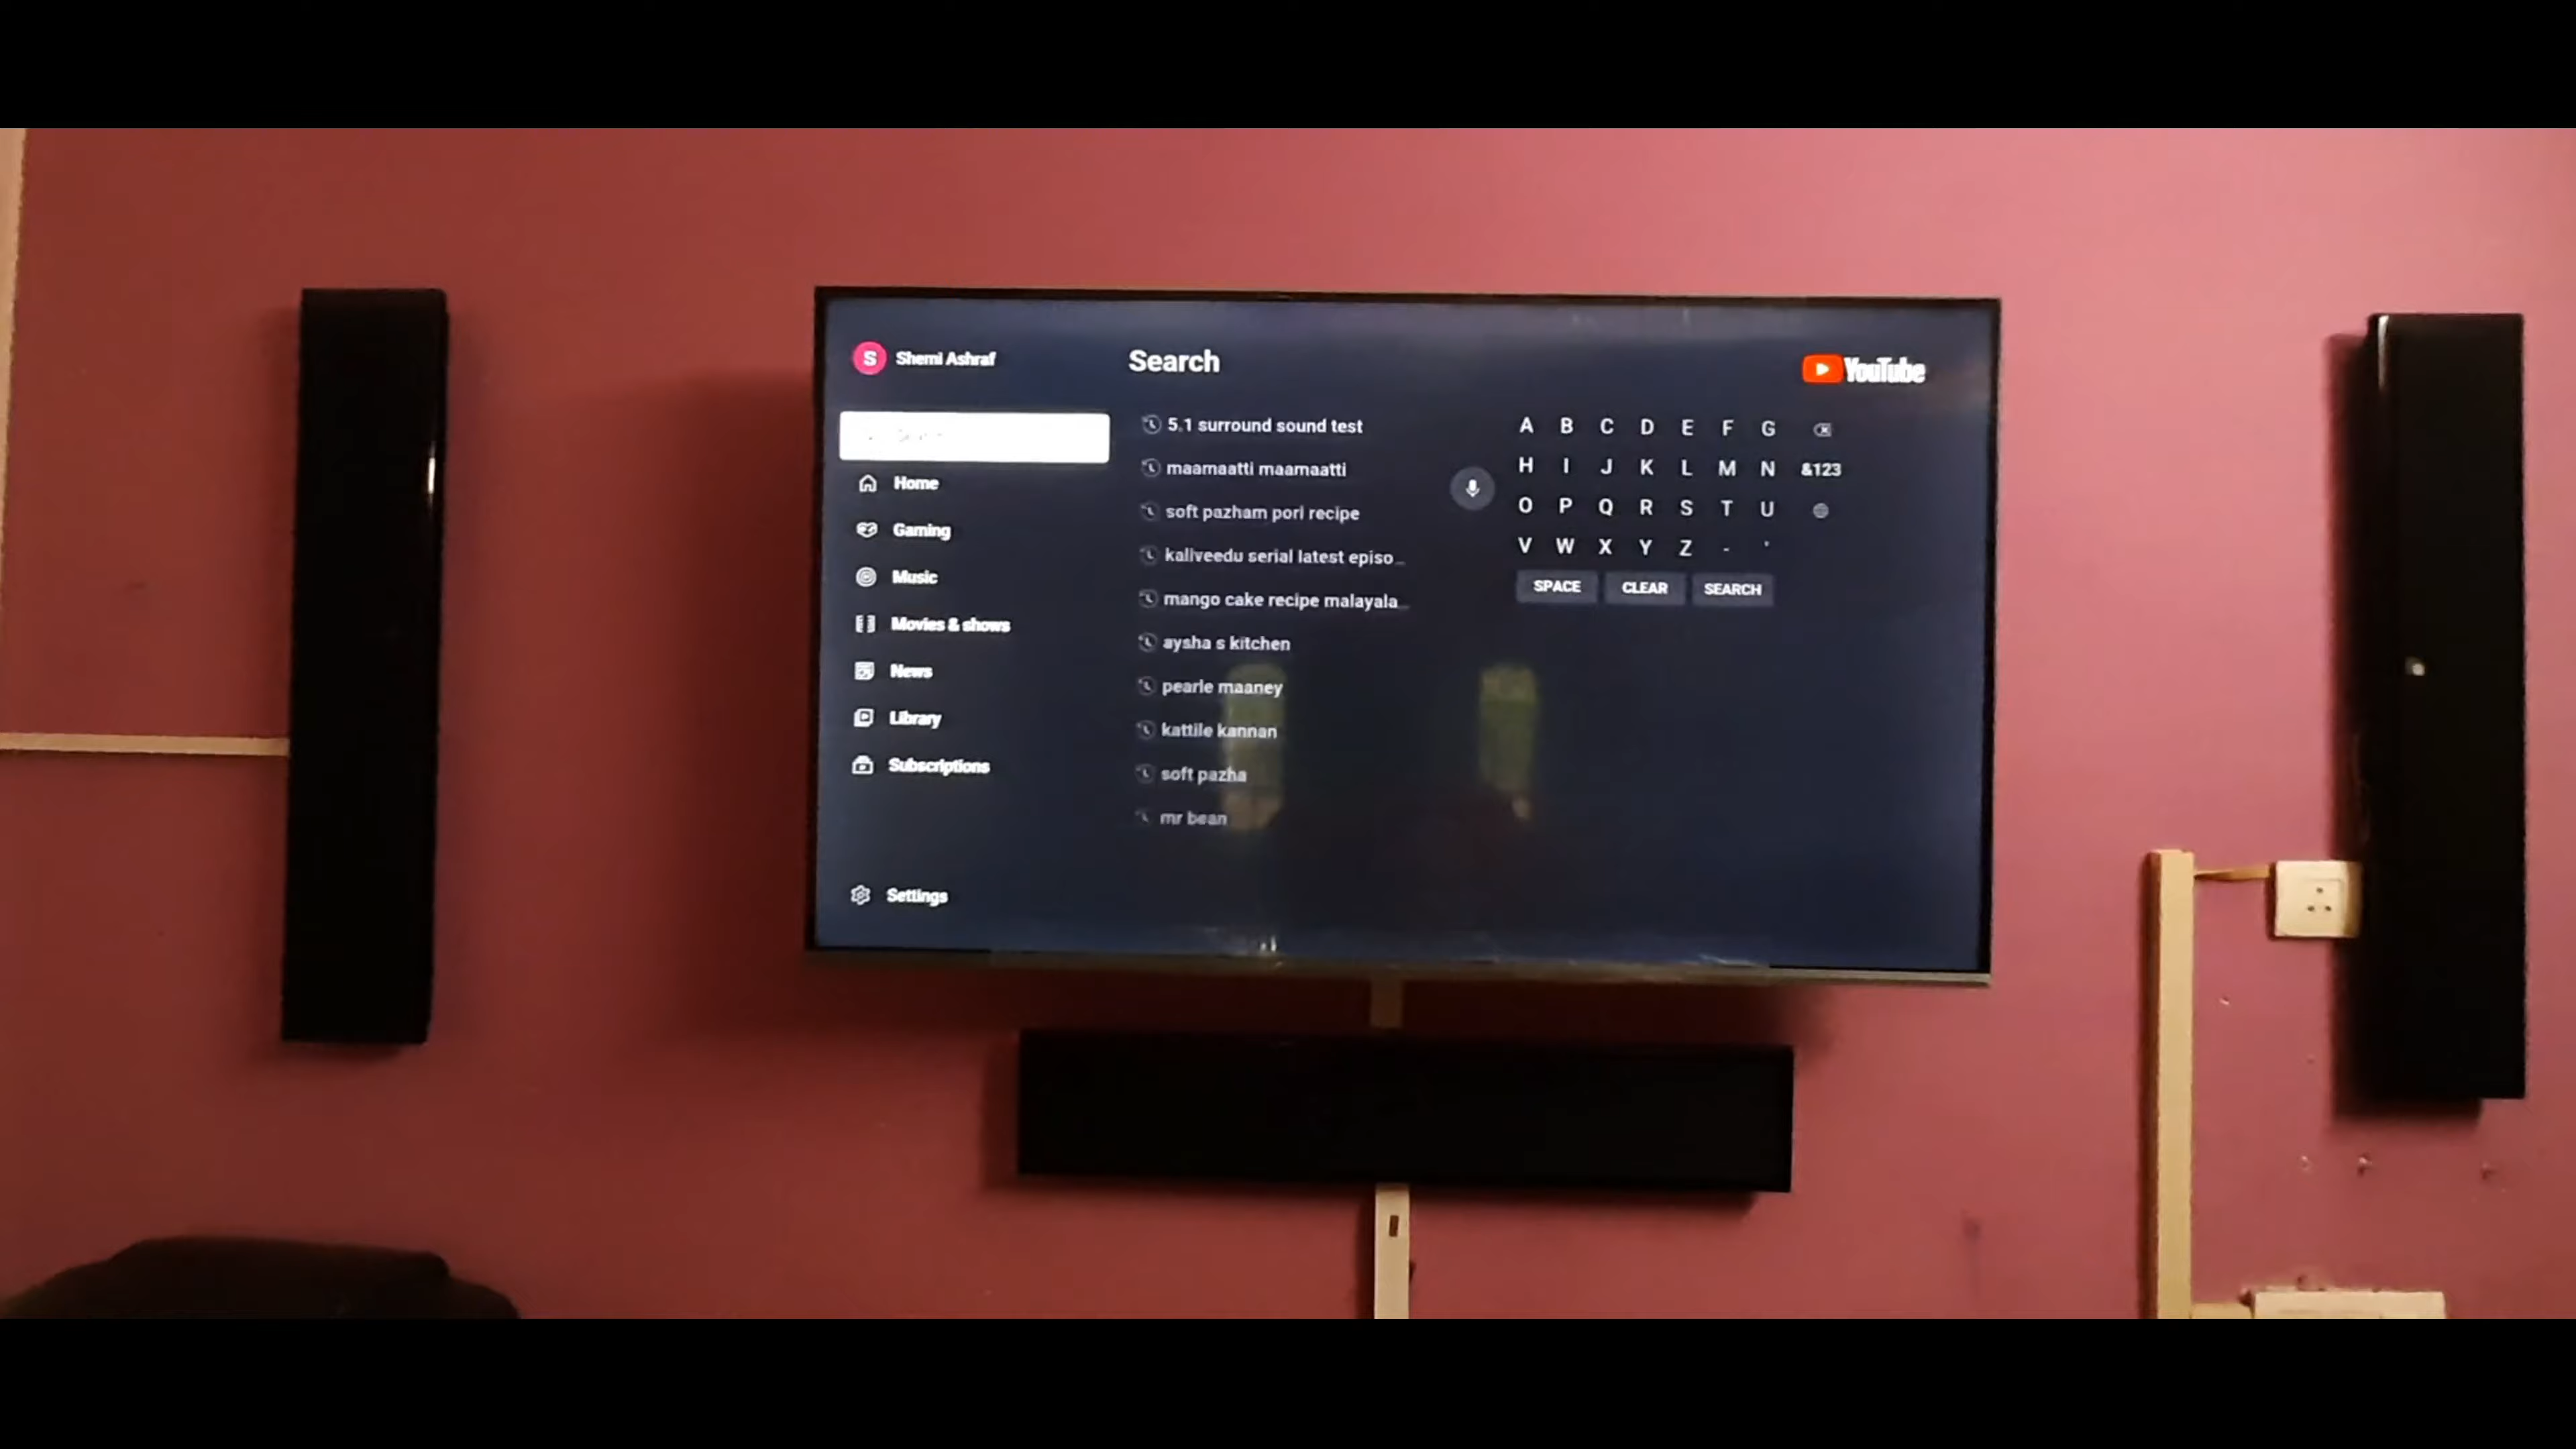 Shemi Ashraf
Search
Home
Gaming
Music
Movies & shows
News
Library
Subscriptions
Settings
Search
5.1 surround sound test
maamaatti maamaatti
soft pazham pori recipe
kaliveedu serial latest episo...
mango cake recipe malayala...
aysha s kitchen
pearle maaney
kattile kannan
soft pazha
mr bean
YouTube
A B C D E F G
H I J K L M N &123
O P Q R S T U
V W X Y Z - '
SPACE CLEAR SEARCH